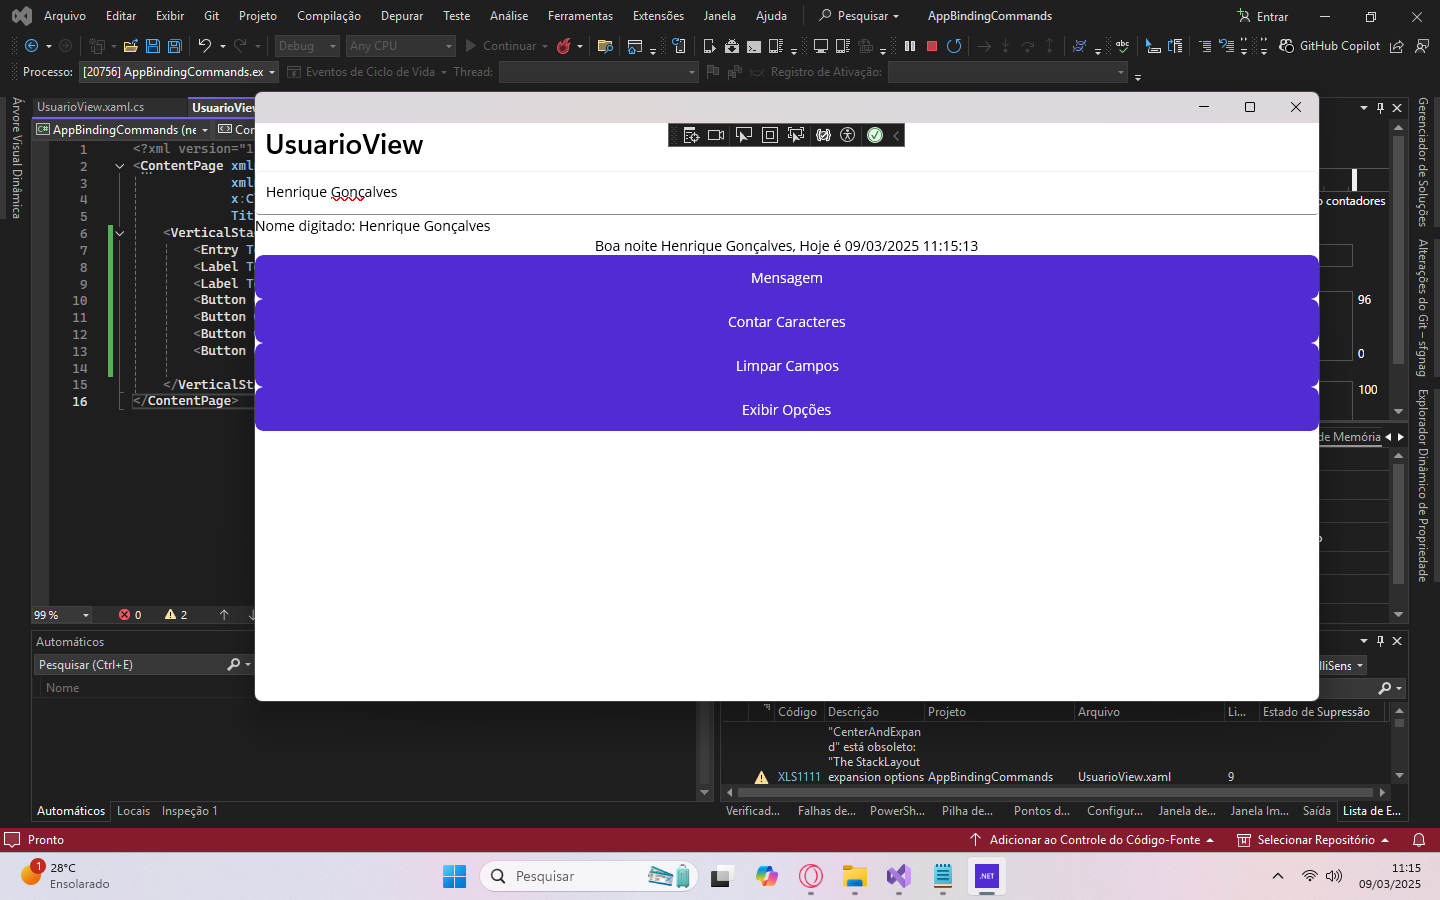 Arquivo Editar Exibir Git Projeto Compilação Depurar Teste Análise Ferramentas Extensões Janela Ajuda Pesquisar AppBindingCommands Entrar
Debug Any CPU Continuar GitHub Copilot
Processo: [20756] AppBindingCommands.ex Eventos de Ciclo de Vida Thread: Registro de Ativação:
Árvore Visual Dinâmica
UsuarioView.xaml.cs UsuarioView
AppBindingCommands (ne Con
1 <?xml version="1
2 <ContentPage xmln
3 xmln
4 x:C
5 Tit
6 <VerticalSta
7 <Entry T
8 <Label T
9 <Label T
10 <Button
11 <Button
12 <Button
13 <Button
14
15 </VerticalSt
16 </ContentPage>
UsuarioView
Henrique Gonçalves
Nome digitado: Henrique Gonçalves
Boa noite Henrique Gonçalves, Hoje é 09/03/2025 11:15:13
Mensagem
Contar Caracteres
Limpar Campos
Exibir Opções
o contadores
96
0
100
de Memória
Gerenciador de Soluções
Alterações do Git – sfgnag
Explorador Dinâmico de Propriedade
99 % 0 2
Automáticos
Pesquisar (Ctrl+E)
Nome
Automáticos Locais Inspeção 1
lliSens
Código Descrição Projeto Arquivo Li... Estado de Supressão
"CenterAndExpan
d" está obsoleto:
"The StackLayout
XLS1111 expansion options AppBindingCommands UsuarioView.xaml 9
Verificad... Falhas de... PowerSh... Pilha de... Pontos d... Configur... Janela de... Janela Im... Saída Lista de E...
Pronto Adicionar ao Controle do Código-Fonte Selecionar Repositório
1
28°C
Ensolarado
Pesquisar
.NET
11:15
09/03/2025